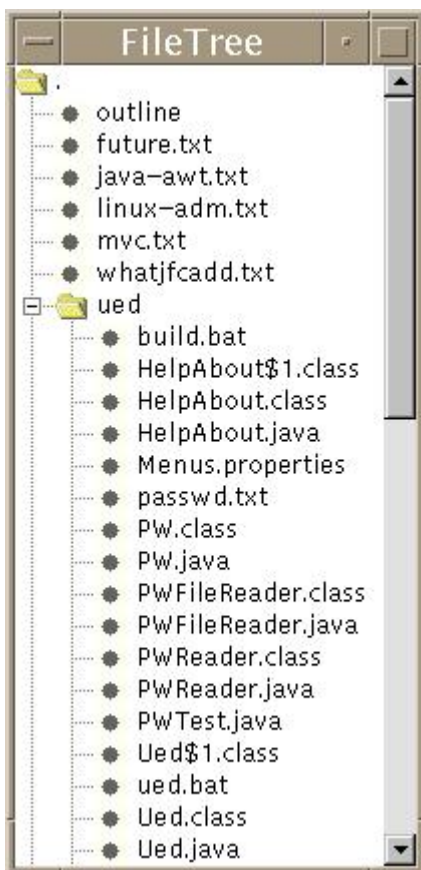 FileTree
.
outline
future.txt
java-awt.txt
linux-adm.txt
mvc.txt
whatjfcadd.txt
ued
build.bat
HelpAbout$1.class
HelpAbout.class
HelpAbout.java
Menus.properties
passwd.txt
PW.class
PW.java
PWFileReader.class
PWFileReader.java
PWReader.class
PWReader.java
PWTest.java
Ued$1.class
ued.bat
Ued.class
Ued.java